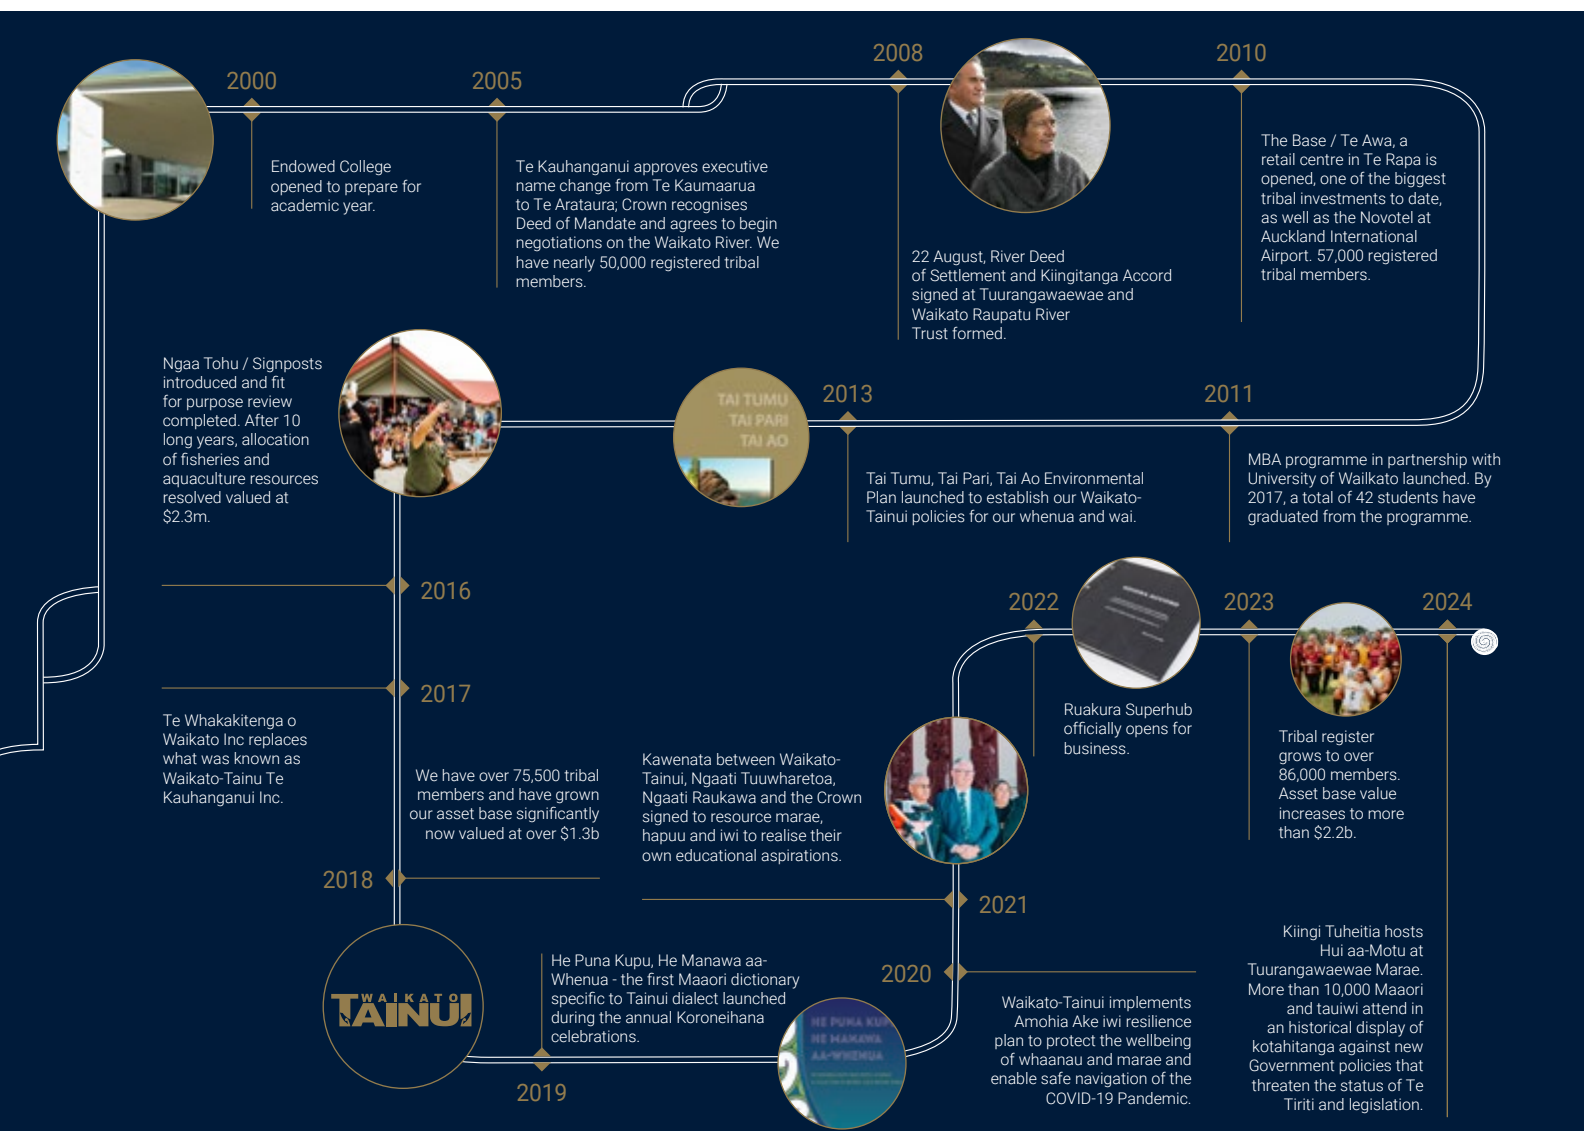 2000
Endowed College
opened to prepare for
academic year.
2005
Te Kauhanganui approves executive
name change from Te Kaumaarua
to Te Arataura; Crown recognises
Deed of Mandate and agrees to begin
negotiations on the Waikato River. We
have nearly 50,000 registered tribal
members.
2008
22 August, River Deed
of Settlement and Kiingitanga Accord
signed at Tuurangawaewae and
Waikato Raupatu River
Trust formed.
2010
The Base / Te Awa, a
retail centre in Te Rapa is
opened, one of the biggest
tribal investments to date,
as well as the Novotel at
Auckland International
Airport. 57,000 registered
tribal members.
2011
MBA programme in partnership with
University of Wailkato launched. By
2017, a total of 42 students have
graduated from the programme.
2013
Tai Tumu, Tai Pari, Tai Ao Environmental
Plan launched to establish our Waikato-
Tainui policies for our whenua and wai.
TAI TUMU
TAI PARI
TAI AO
Ngaa Tohu / Signposts
introduced and fit
for purpose review
completed. After 10
long years, allocation
of fisheries and
aquaculture resources
resolved valued at
$2.3m.
2016
2017
Te Whakakitenga o
Waikato Inc replaces
what was known as
Waikato-Tainu Te
Kauhanganui Inc.
We have over 75,500 tribal
members and have grown
our asset base significantly
now valued at over $1.3b
2018
WAIKATO
TAINUI
2019
He Puna Kupu, He Manawa aa-
Whenua - the first Maaori dictionary
specific to Tainui dialect launched
during the annual Koroneihana
celebrations.
HE PUNA KUPU
HE MANAWA
AA-WHENUA
2020
Waikato-Tainui implements
Amohia Ake iwi resilience
plan to protect the wellbeing
of whaanau and marae and
enable safe navigation of the
COVID-19 Pandemic.
Kawenata between Waikato-
Tainui, Ngaati Tuuwharetoa,
Ngaati Raukawa and the Crown
signed to resource marae,
hapuu and iwi to realise their
own educational aspirations.
2021
2022
Ruakura Superhub
officially opens for
business.
2023
Tribal register
grows to over
86,000 members.
Asset base value
increases to more
than $2.2b.
2024
Kiingi Tuheitia hosts
Hui aa-Motu at
Tuurangawaewae Marae.
More than 10,000 Maaori
and tauiwi attend in
an historical display of
kotahitanga against new
Government policies that
threaten the status of Te
Tiriti and legislation.